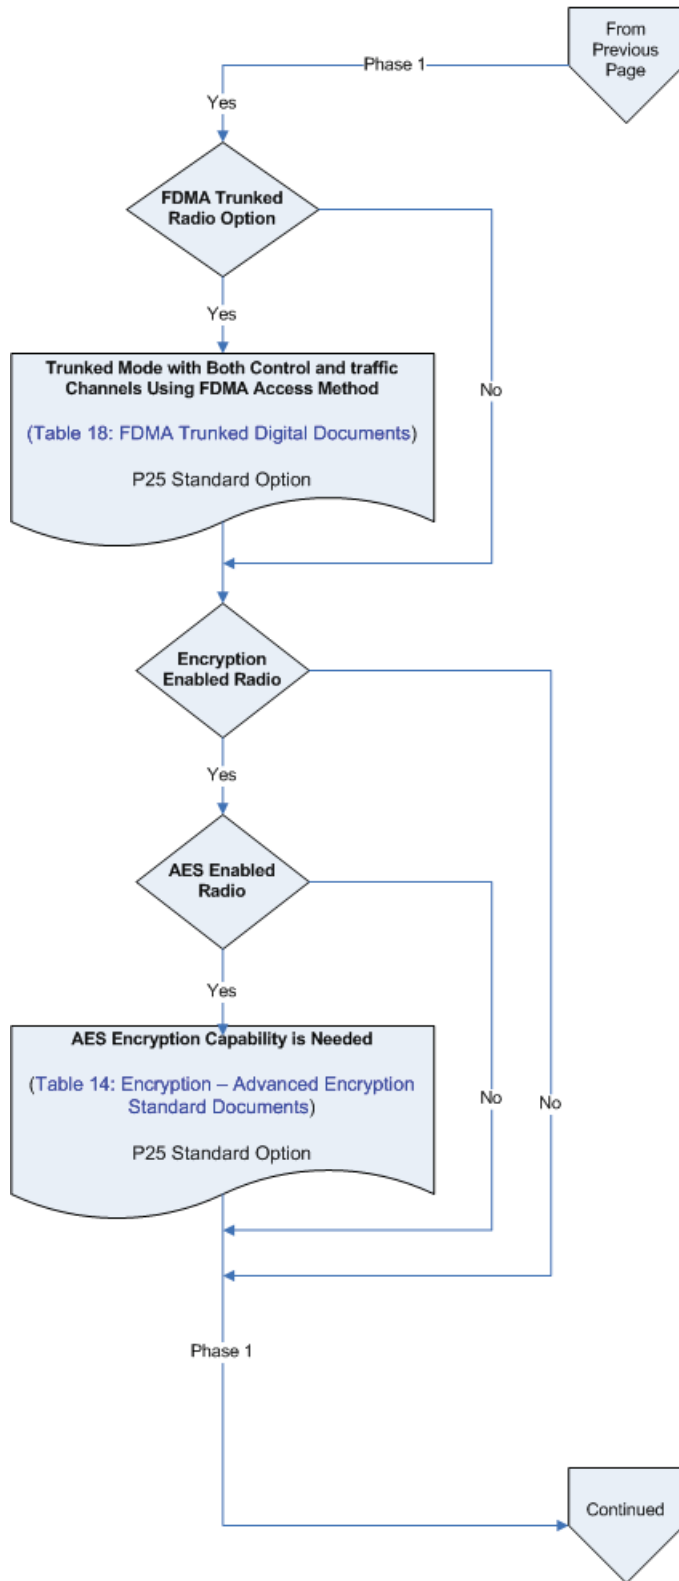 From
Previous
Page
Phase 1
Yes
FDMA Trunked
Radio Option
Yes
No
Trunked Mode with Both Control and traffic
Channels Using FDMA Access Method
(Table 18: FDMA Trunked Digital Documents)
P25 Standard Option
Encryption
Enabled Radio
Yes
AES Enabled
Radio
Yes
AES Encryption Capability is Needed
(Table 14: Encryption – Advanced Encryption
Standard Documents)
P25 Standard Option
No
No
Phase 1
Continued